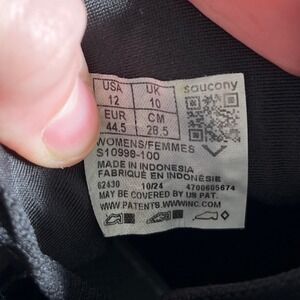 USA UK saucony
12 10
EUR CM
44.5 28.5
WOMENS/FEMMES
S10998-100
MADE IN INDONESIA
FABRIQUÉ EN INDONÉSIE
62430 10/24 4700605674
MAY BE COVERED BY US PAT.
WWW.PATENTS.WWWINC.COM